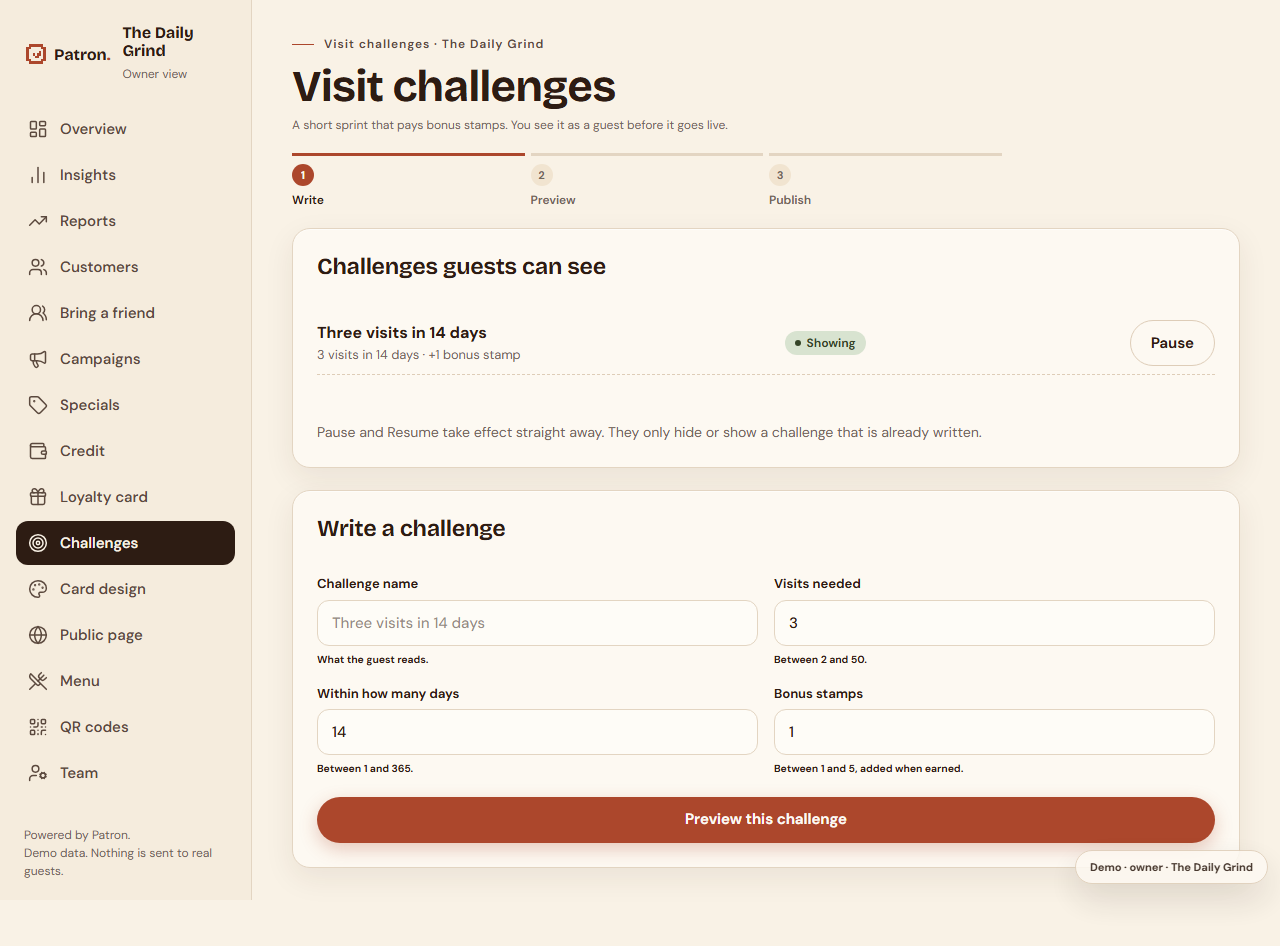 Patron.
The Daily
Grind
Owner view
Overview
Insights
Reports
Customers
Bring a friend
Campaigns
Specials
Credit
Loyalty card
Challenges
Card design
Public page
Menu
QR codes
Team
Powered by Patron.
Demo data. Nothing is sent to real
guests.
Visit challenges · The Daily Grind
Visit challenges
A short sprint that pays bonus stamps. You see it as a guest before it goes live.
1
Write
2
Preview
3
Publish
Challenges guests can see
Three visits in 14 days
3 visits in 14 days · +1 bonus stamp
Showing
Pause
Pause and Resume take effect straight away. They only hide or show a challenge that is already written.
Write a challenge
Challenge name
Three visits in 14 days
What the guest reads.
Visits needed
3
Between 2 and 50.
Within how many days
14
Between 1 and 365.
Bonus stamps
1
Between 1 and 5, added when earned.
Preview this challenge
Demo · owner · The Daily Grind